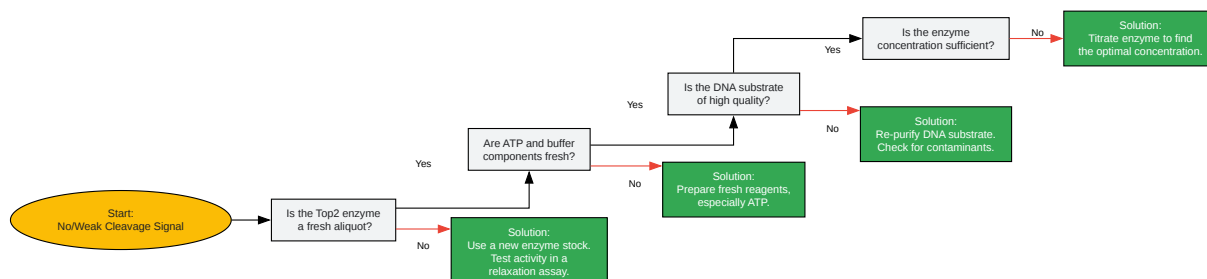 Start:
No/Weak Cleavage Signal
Is the Top2 enzyme
a fresh aliquot?
Yes
No
Solution:
Use a new enzyme stock.
Test activity in a
relaxation assay.
Are ATP and buffer
components fresh?
Yes
No
Solution:
Prepare fresh reagents,
especially ATP.
Is the DNA substrate
of high quality?
Yes
No
Solution:
Re-purify DNA substrate.
Check for contaminants.
Is the enzyme
concentration sufficient?
No
Solution:
Titrate enzyme to find
the optimal concentration.